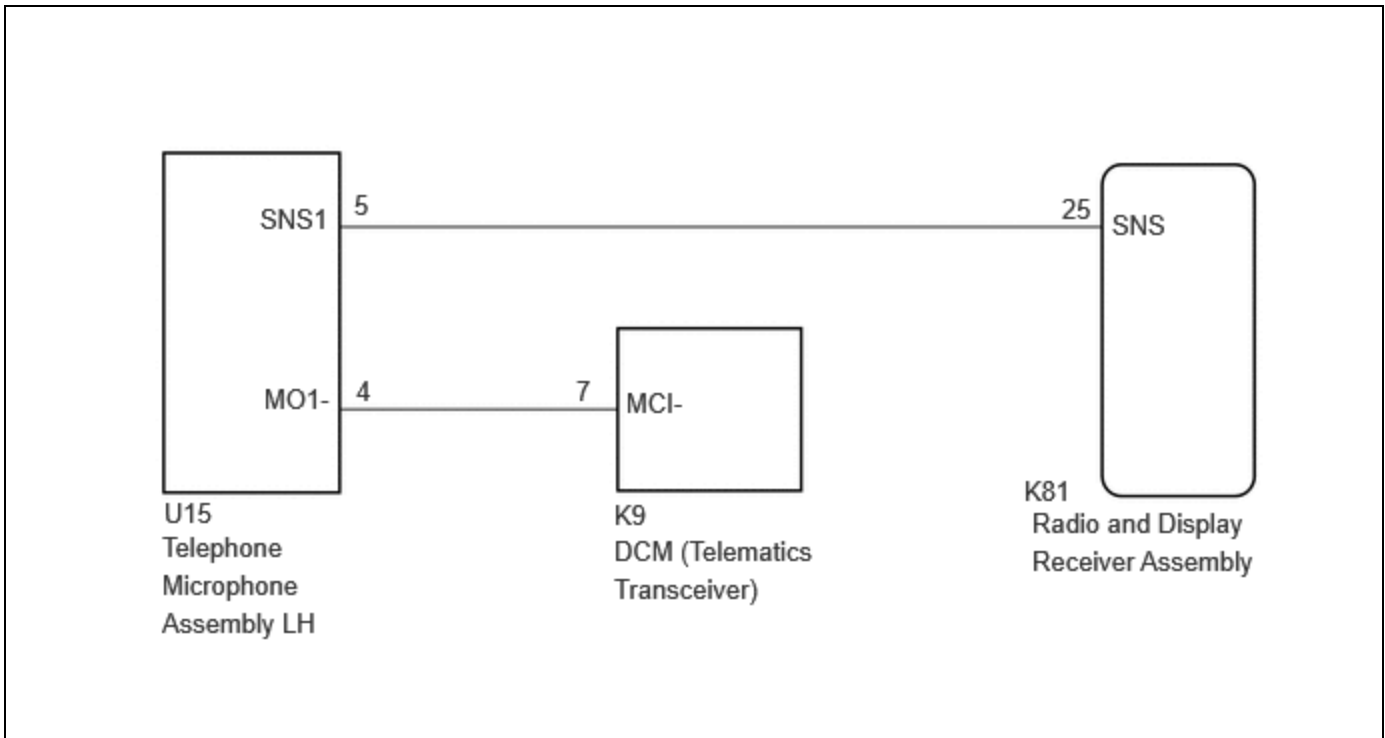 5
SNS1
25
SNS
MO1-
4
7
MCI-
U15
Telephone
Microphone
Assembly LH
K9
DCM (Telematics
Transceiver)
K81
Radio and Display
Receiver Assembly